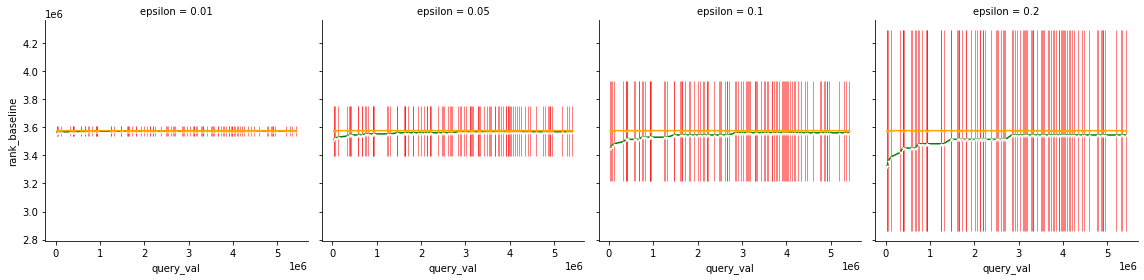 1e6
epsilon = 0.01
epsilon = 0.05
epsilon = 0.1
epsilon = 0.2
4.2
4.0
3.8
3.6
3.4
3.2
3.0
2.8
rank_baseline
0 1 2 3 4 5
0 1 2 3 4 5
0 1 2 3 4 5
0 1 2 3 4 5
1e6
1e6
1e6
1e6
query_val
query_val
query_val
query_val